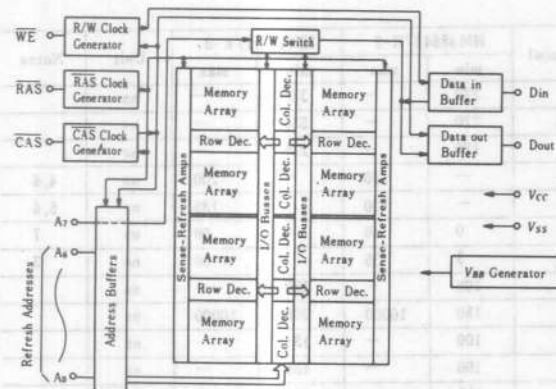 WE
R/W Clock
Generator
RAS
RAS Clock
Generator
CAS
CAS Clock
Generator
R/W Switch
Data in
Buffer
Din
Data out
Buffer
Dout
VCC
VSS
VBB Generator
Sense-Refresh Amps
Memory
Array
Row Dec.
Memory
Array
Memory
Array
Row Dec.
Memory
Array
I/O Busses
Col. Dec.
Col. Dec.
Col. Dec.
Col. Dec.
I/O Busses
Memory
Array
Row Dec.
Memory
Array
Memory
Array
Row Dec.
Memory
Array
Sense-Refresh Amps
A7
A6
Refresh Addresses
Address Buffers
A0